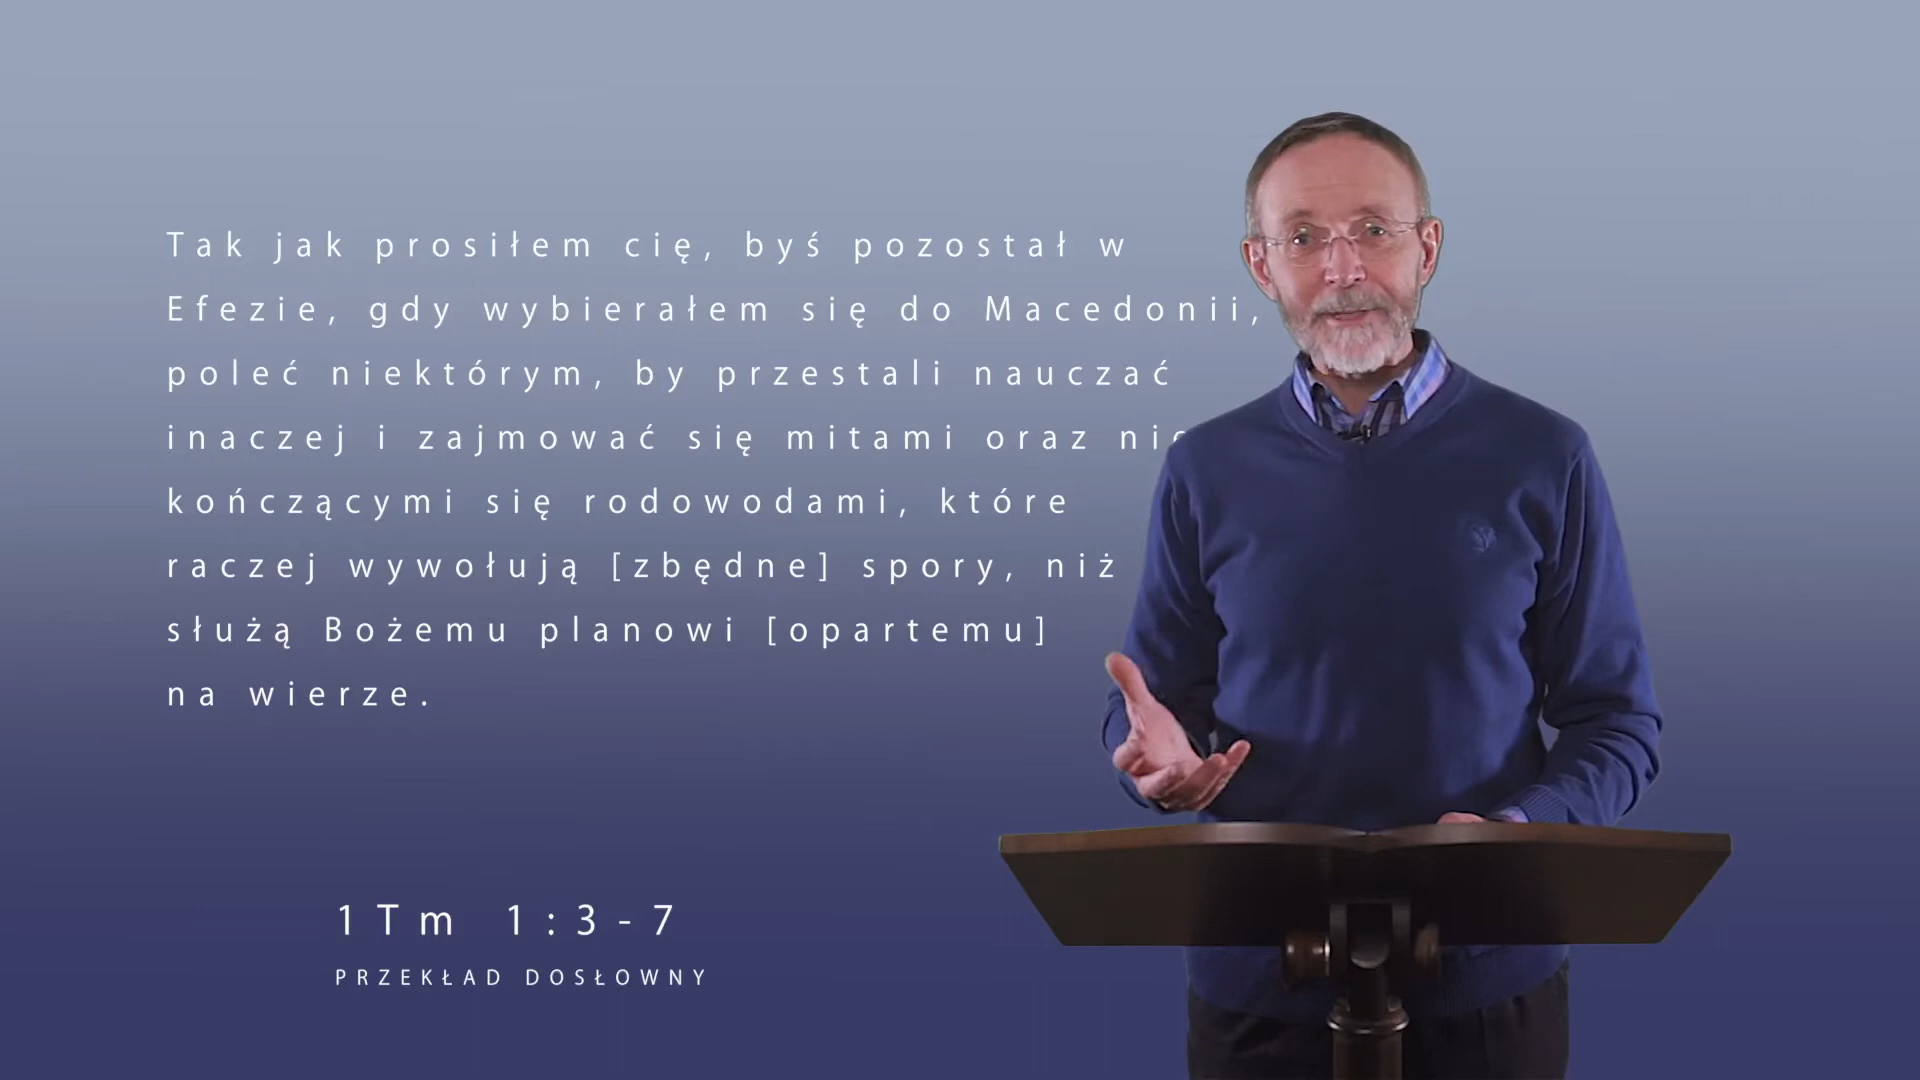 Tak jak prosiłem cię, byś pozostał w
Efezie, gdy wybierałem się do Macedonii,
poleć niektórym, by przestali nauczać
inaczej i zajmować się mitami oraz nie
kończącymi się rodowodami, które
raczej wywołują [zbędne] spory, niż
służą Bożemu planowi [opartemu]
na wierze.
1Tm 1:3-7
PRZEKŁAD DOSŁOWNY